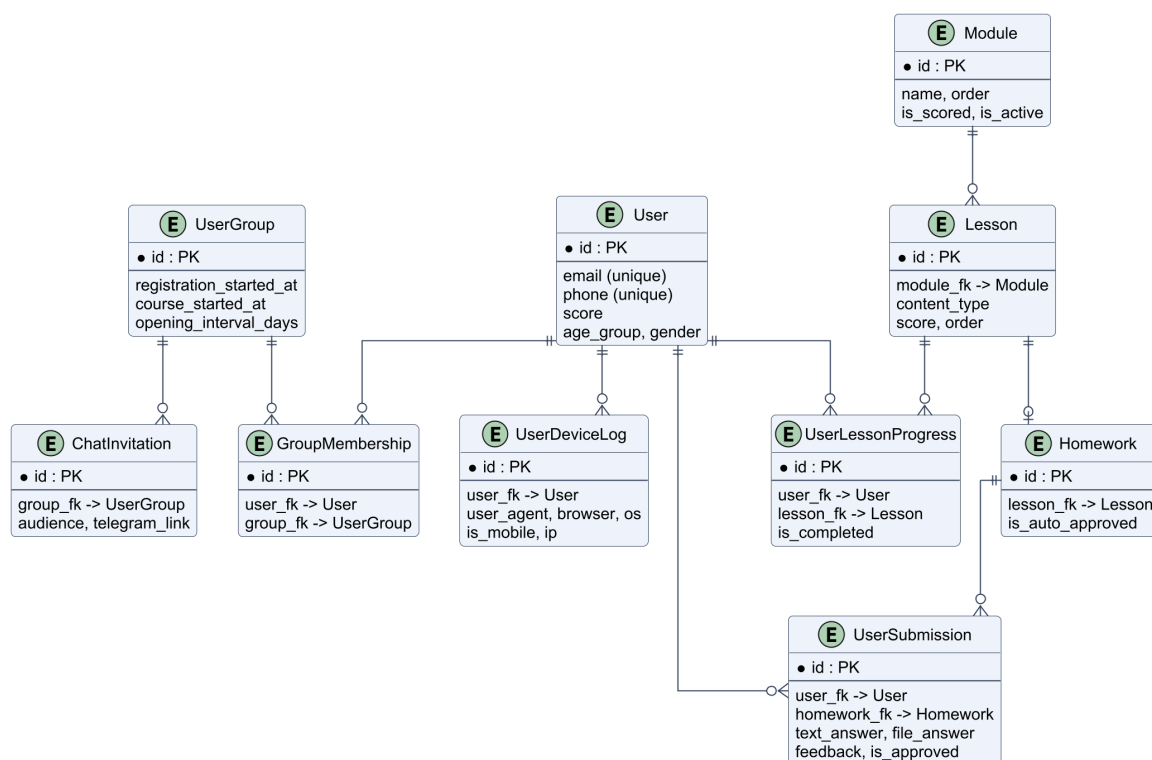 E Module
● id : PK
name, order
is_scored, is_active
E UserGroup
● id : PK
registration_started_at
course_started_at
opening_interval_days
E User
● id : PK
email (unique)
phone (unique)
score
age_group, gender
E Lesson
● id : PK
module_fk -> Module
content_type
score, order
E ChatInvitation
● id : PK
group_fk -> UserGroup
audience, telegram_link
E GroupMembership
● id : PK
user_fk -> User
group_fk -> UserGroup
E UserDeviceLog
● id : PK
user_fk -> User
user_agent, browser, os
is_mobile, ip
E UserLessonProgress
● id : PK
user_fk -> User
lesson_fk -> Lesson
is_completed
E Homework
● id : PK
lesson_fk -> Lesson
is_auto_approved
E UserSubmission
● id : PK
user_fk -> User
homework_fk -> Homework
text_answer, file_answer
feedback, is_approved